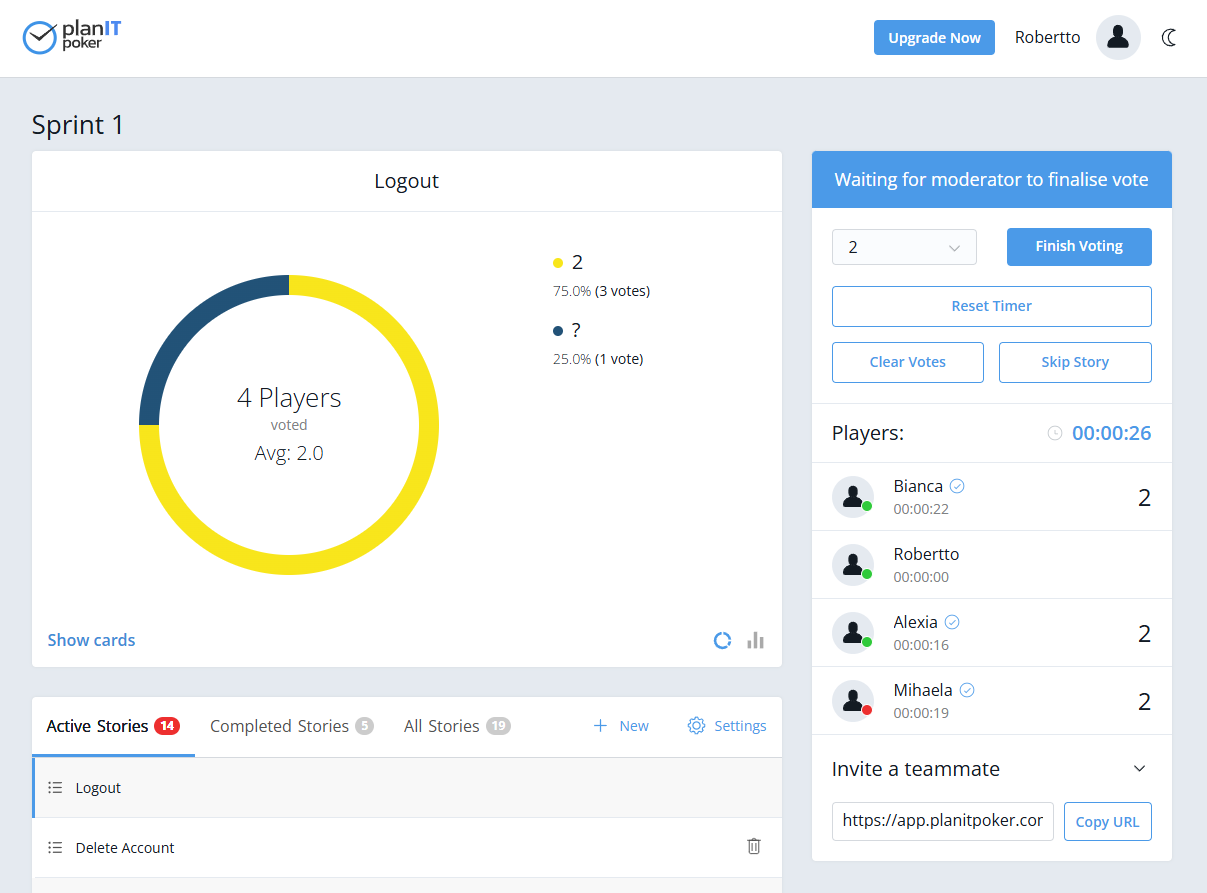 planIT
poker
Upgrade Now
Robertto
Sprint 1
Logout
2
75.0% (3 votes)
?
25.0% (1 vote)
4 Players
voted
Avg: 2.0
Show cards
Waiting for moderator to finalise vote
2
Finish Voting
Reset Timer
Clear Votes
Skip Story
Players:
00:00:26
Bianca
00:00:22
2
Robertto
00:00:00
Alexia
00:00:16
2
Mihaela
00:00:19
2
Invite a teammate
https://app.planitpoker.cor
Copy URL
Active Stories 14
Completed Stories 5
All Stories 19
New
Settings
Logout
Delete Account